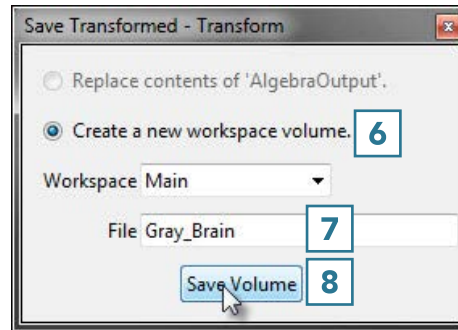 Save Transformed - Transform
Replace contents of 'AlgebraOutput'.
Create a new workspace volume. 6
Workspace Main
File Gray_Brain 7
Save Volume 8